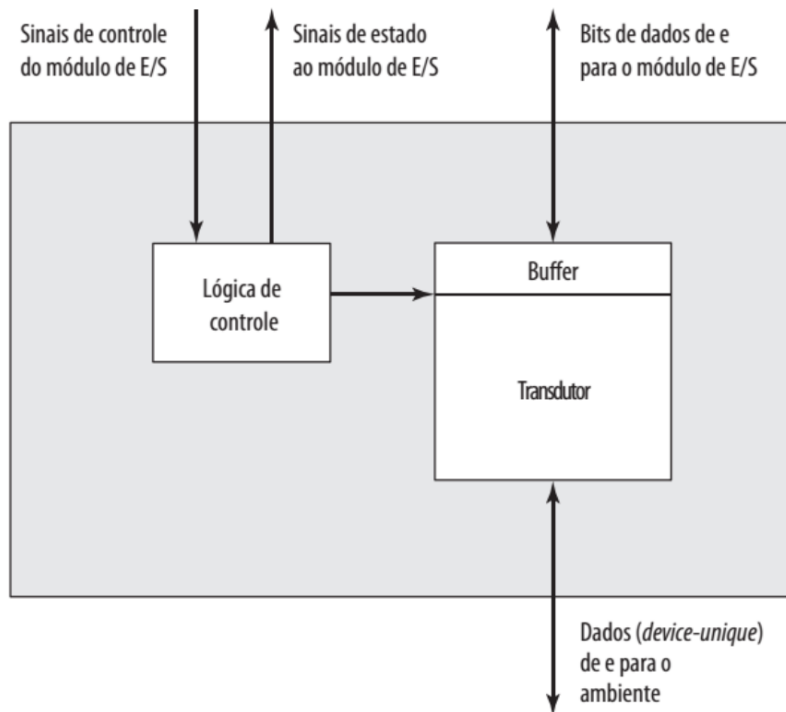 Sinais de controle
do módulo de E/S
Sinais de estado
ao módulo de E/S
Bits de dados de e
para o módulo de E/S
Lógica de
controle
Buffer
Transdutor
Dados (device-unique)
de e para o
ambiente